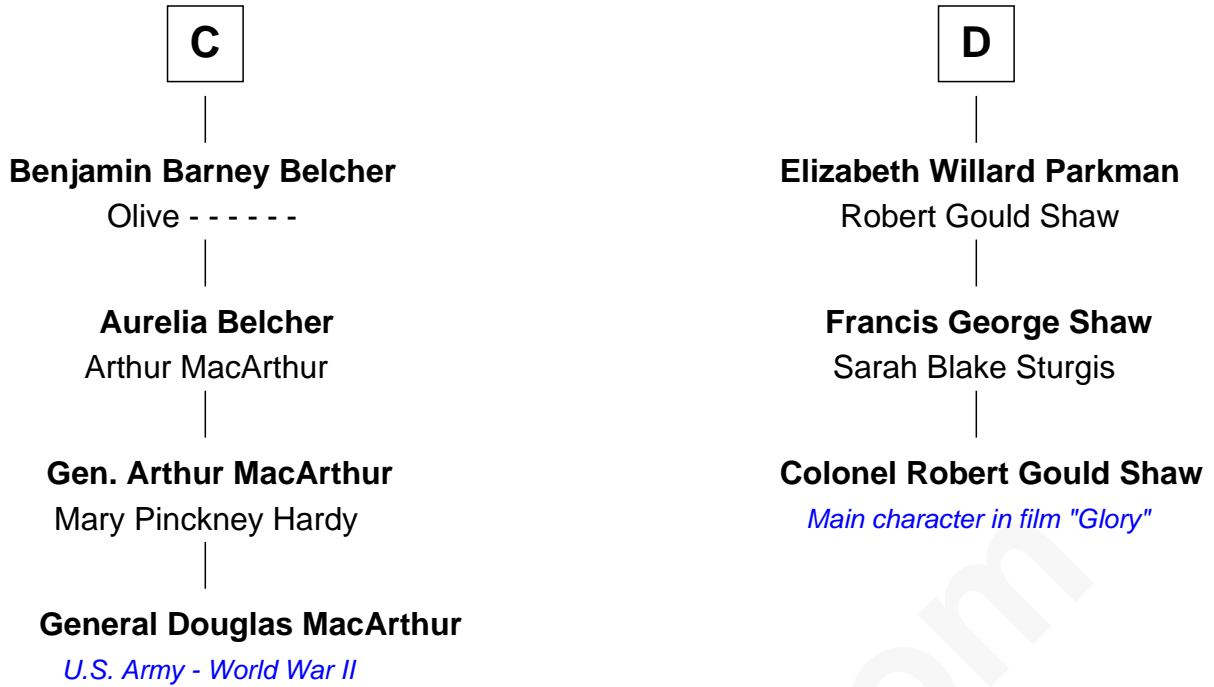 C
Benjamin Barney Belcher
Olive - - - - - -
Aurelia Belcher
Arthur MacArthur
Gen. Arthur MacArthur
Mary Pinckney Hardy
General Douglas MacArthur
U.S. Army - World War II
D
Elizabeth Willard Parkman
Robert Gould Shaw
Francis George Shaw
Sarah Blake Sturgis
Colonel Robert Gould Shaw
Main character in film "Glory"
om